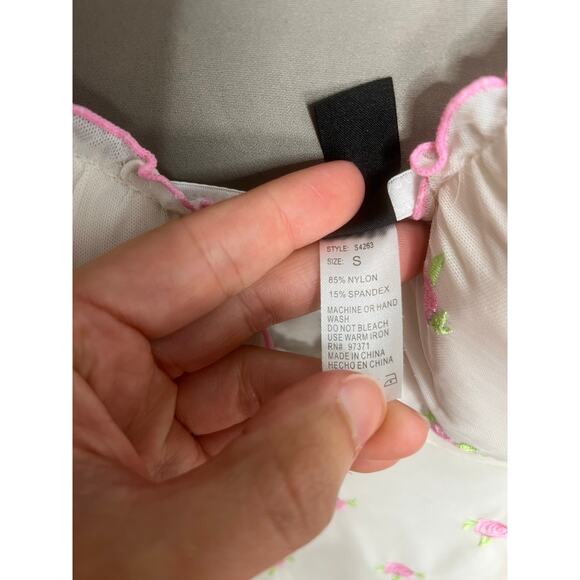 STYLE: S4263
SIZE: S
85% NYLON
15% SPANDEX
MACHINE OR HAND
WASH
DO NOT BLEACH
USE WARM IRON
RN# 97371
MADE IN CHINA
HECHO EN CHINA